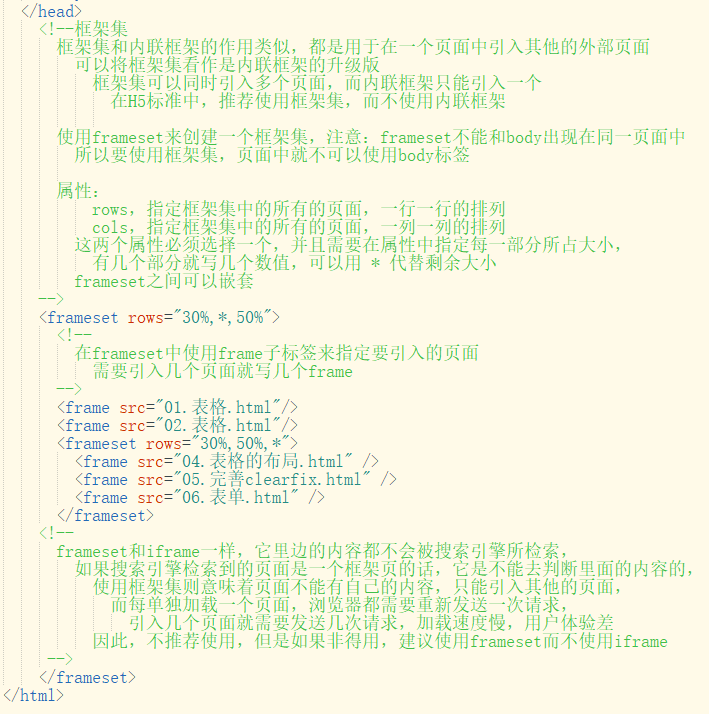 </head>
<!--框架集
框架集和内联框架的作用类似，都是用于在一个页面中引入其他的外部页面
可以将框架集看作是内联框架的升级版
框架集可以同时引入多个页面，而内联框架只能引入一个
在H5标准中，推荐使用框架集，而不使用内联框架
使用frameset来创建一个框架集，注意：frameset不能和body出现在同一页面中
所以要使用框架集，页面中就不可以使用body标签
属性：
rows，指定框架集中的所有的页面，一行一行的排列
cols，指定框架集中的所有的页面，一列一列的排列
这两个属性必须选择一个，并且需要在属性中指定每一部分所占大小，
有几个部分就写几个数值，可以用 * 代替剩余大小
frameset之间可以嵌套
-->
<frameset rows="30%,*,50%">
<!--
在frameset中使用frame子标签来指定要引入的页面
需要引入几个页面就写几个frame
-->
<frame src="01.表格.html"/>
<frame src="02.表格.html"/>
<frameset rows="30%,50%,*">
<frame src="04.表格的布局.html" />
<frame src="05.完善clearfix.html" />
<frame src="06.表单.html" />
</frameset>
<!--
frameset和iframe一样，它里边的内容都不会被搜索引擎所检索，
如果搜索引擎检索到的页面是一个框架页的话，它是不能去判断里面的内容的，
使用框架集则意味着页面不能有自己的内容，只能引入其他的页面，
而每单独加载一个页面，浏览器都需要重新发送一次请求，
引入几个页面就需要发送几次请求，加载速度慢，用户体验差
因此，不推荐使用，但是如果非得用，建议使用frameset而不使用iframe
-->
</frameset>
</html>